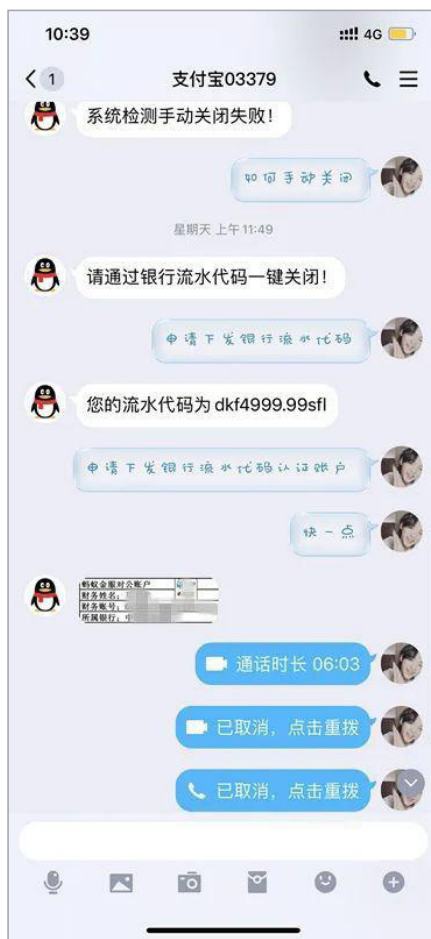 10:39
4G
1
支付宝03379
系统检测手动关闭失败！
如何手动关闭
星期天 上午 11:49
请通过银行流水代码一键关闭！
申请下发银行流水代码
您的流水代码为 dkf4999.99sfl
申请下发银行流水代码认证账户
快一点
蚂蚁金服对公账户
财务姓名：
财务账号：
所属银行：中
通话时长 06:03
已取消，点击重拨
已取消，点击重拨